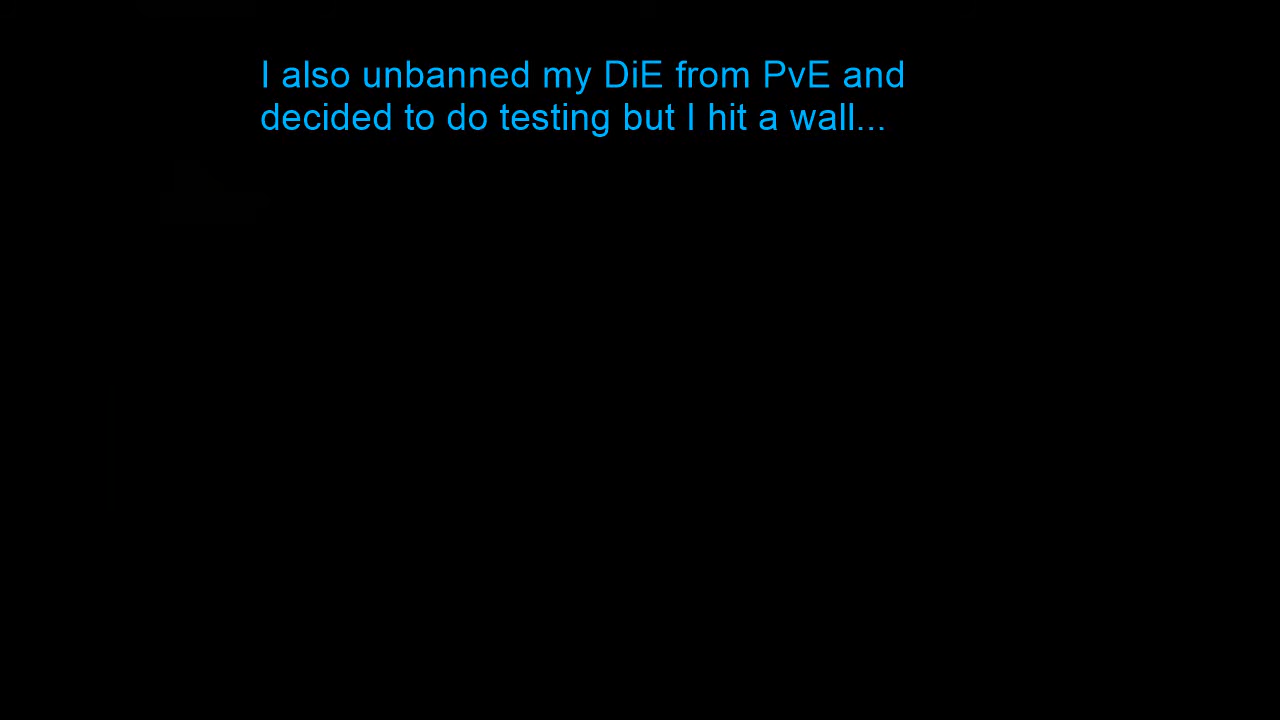 I also unbanned my DiE from PvE and
decided to do testing but I hit a wall...